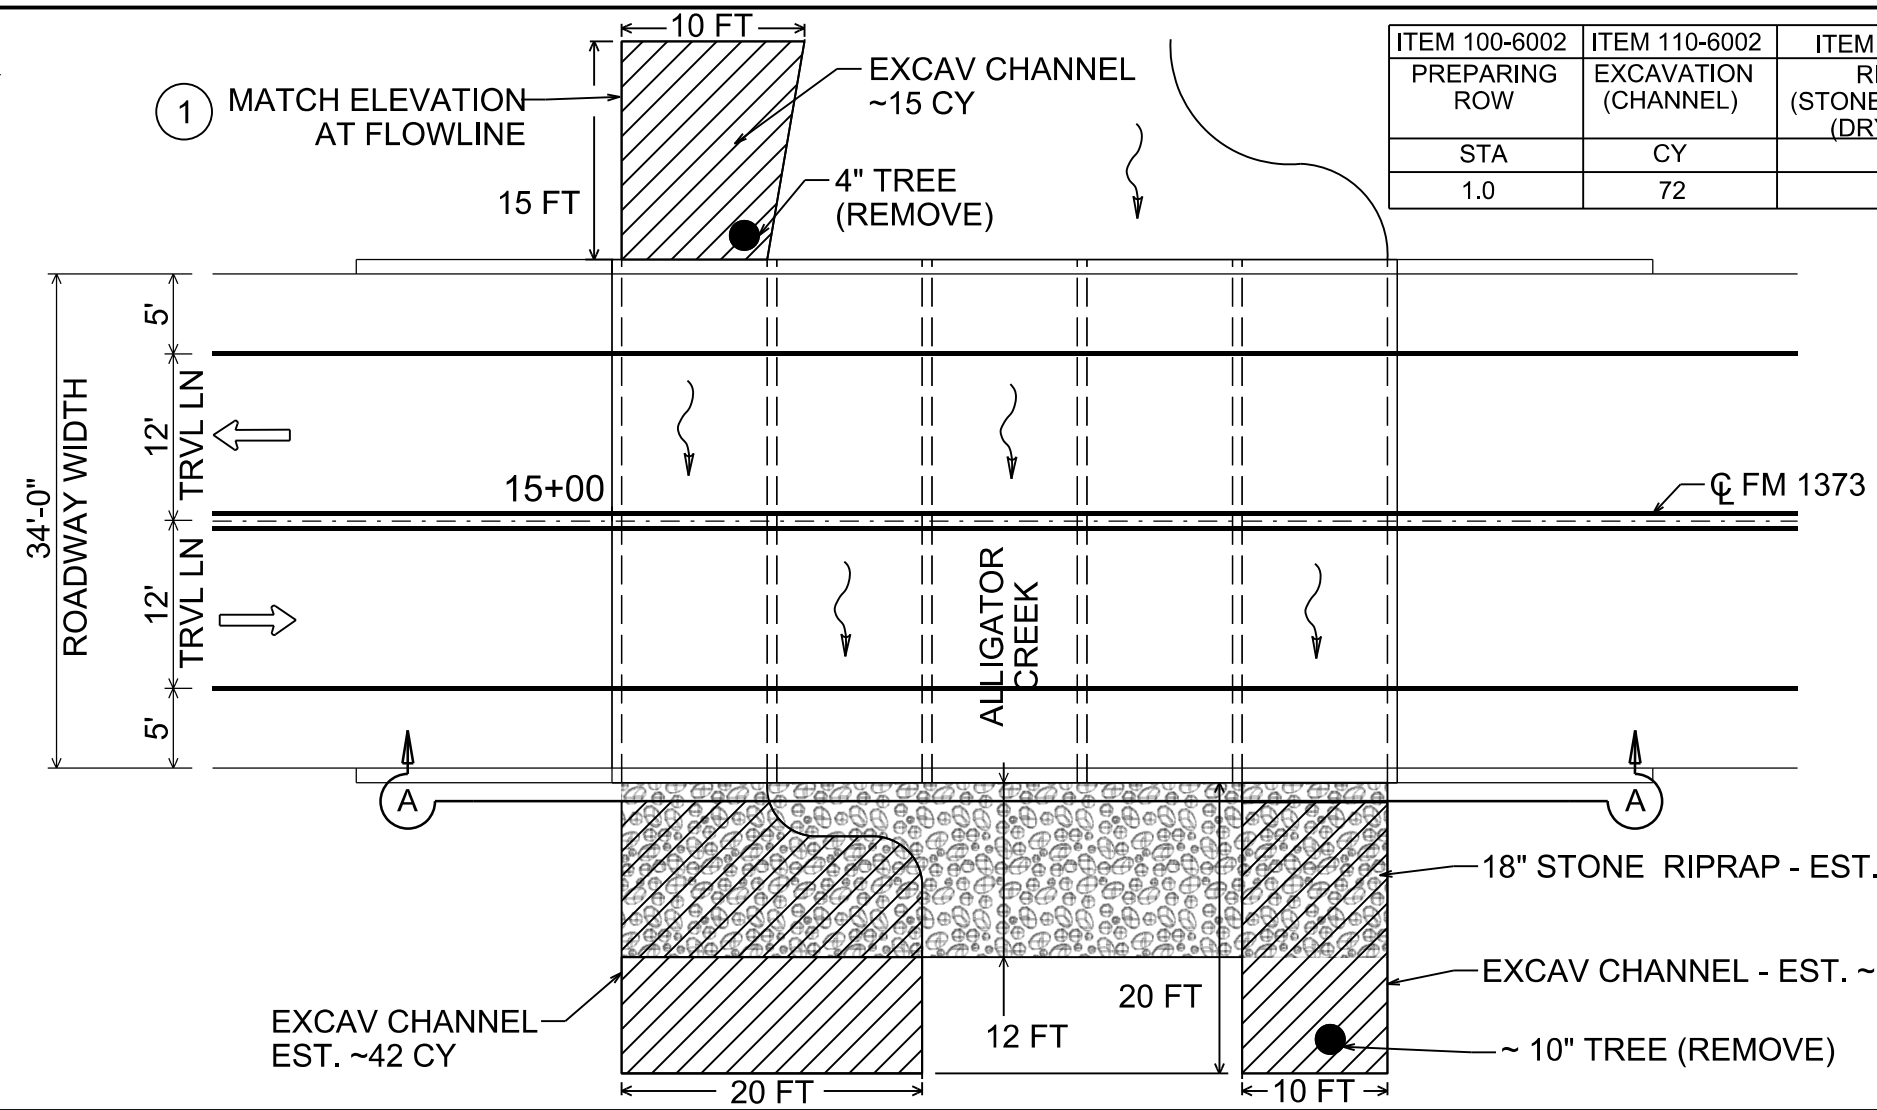 10 FT
1
MATCH ELEVATION
AT FLOWLINE
EXCAV CHANNEL
~15 CY
15 FT
4" TREE
(REMOVE)
ITEM 100-6002 ITEM 110-6002 ITEM
PREPARING
ROW
EXCAVATION
(CHANNEL)
(STONE
(DRY
STA CY
1.0 72
34'-0"
ROADWAY WIDTH
5'
12'
TRVL LN
12'
TRVL LN
5'
15+00
℄ FM 1373
ALLIGATOR
CREEK
A
A
18" STONE RIPRAP - EST.
EXCAV CHANNEL - EST. ~
EXCAV CHANNEL
EST. ~42 CY
12 FT
20 FT
~ 10" TREE (REMOVE)
20 FT
10 FT